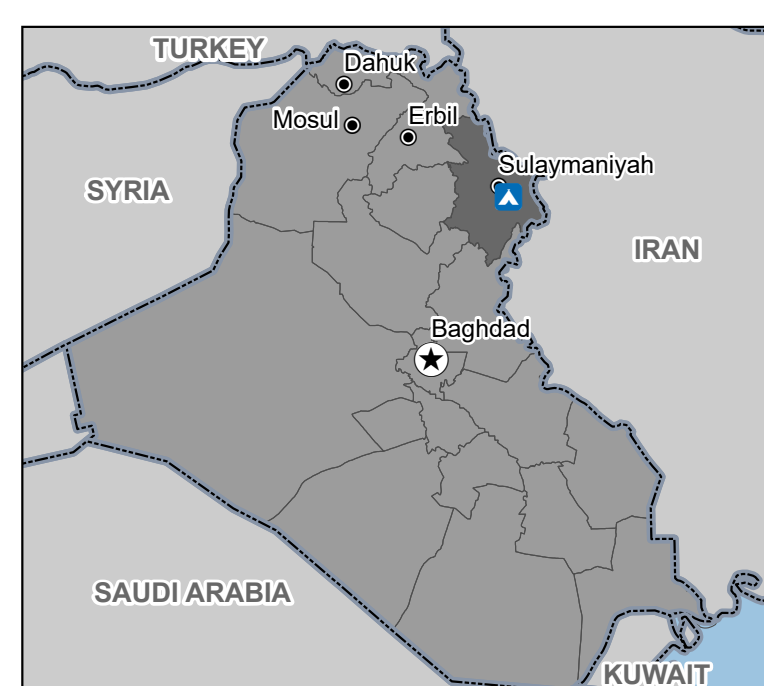 TURKEY
Dahuk
Mosul
Erbil
Sulaymaniyah
SYRIA
IRAN
Baghdad
SAUDI ARABIA
KUWAIT